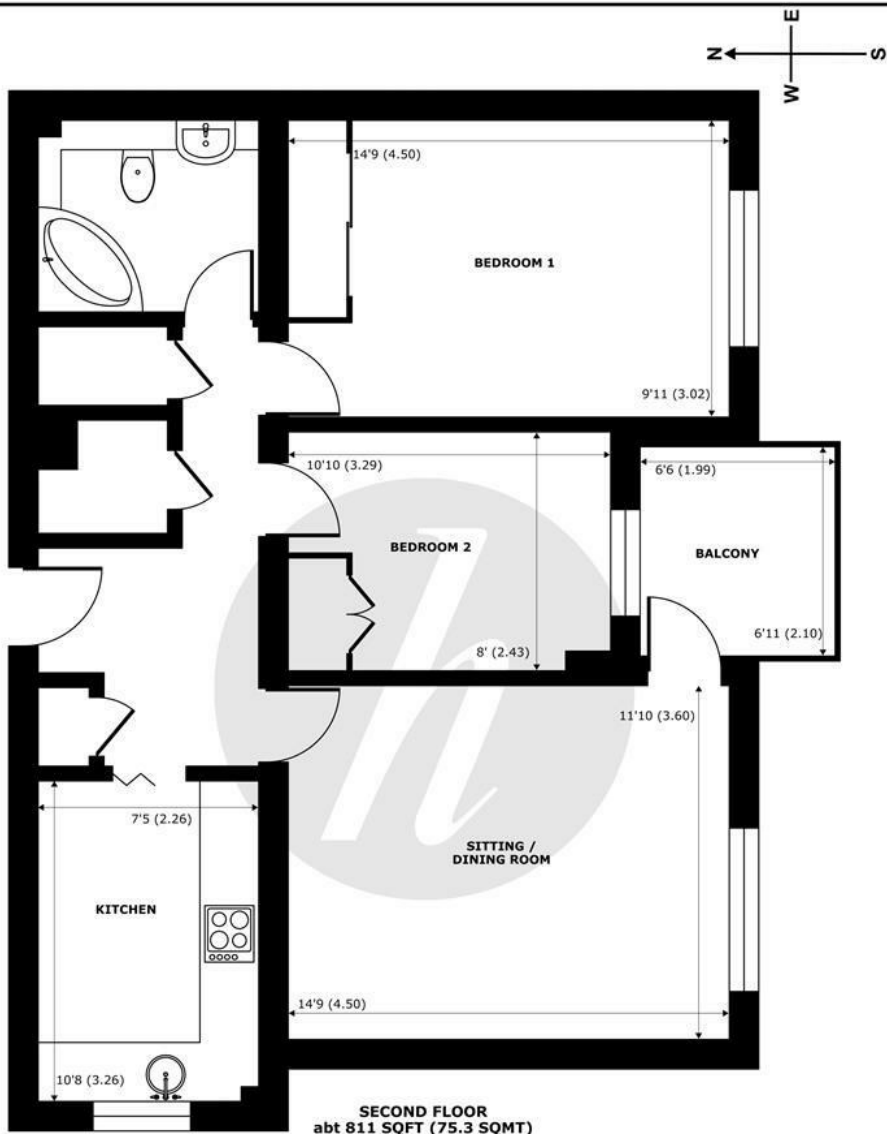 E
N
S
W
14'9 (4.50)
BEDROOM 1
9'11 (3.02)
10'10 (3.29)
6'6 (1.99)
BEDROOM 2
BALCONY
8' (2.43)
6'11 (2.10)
11'10 (3.60)
7'5 (2.26)
SITTING /
DINING ROOM
KITCHEN
14'9 (4.50)
10'8 (3.26)
h
SECOND FLOOR
abt 811 SQFT (75.3 SQMT)